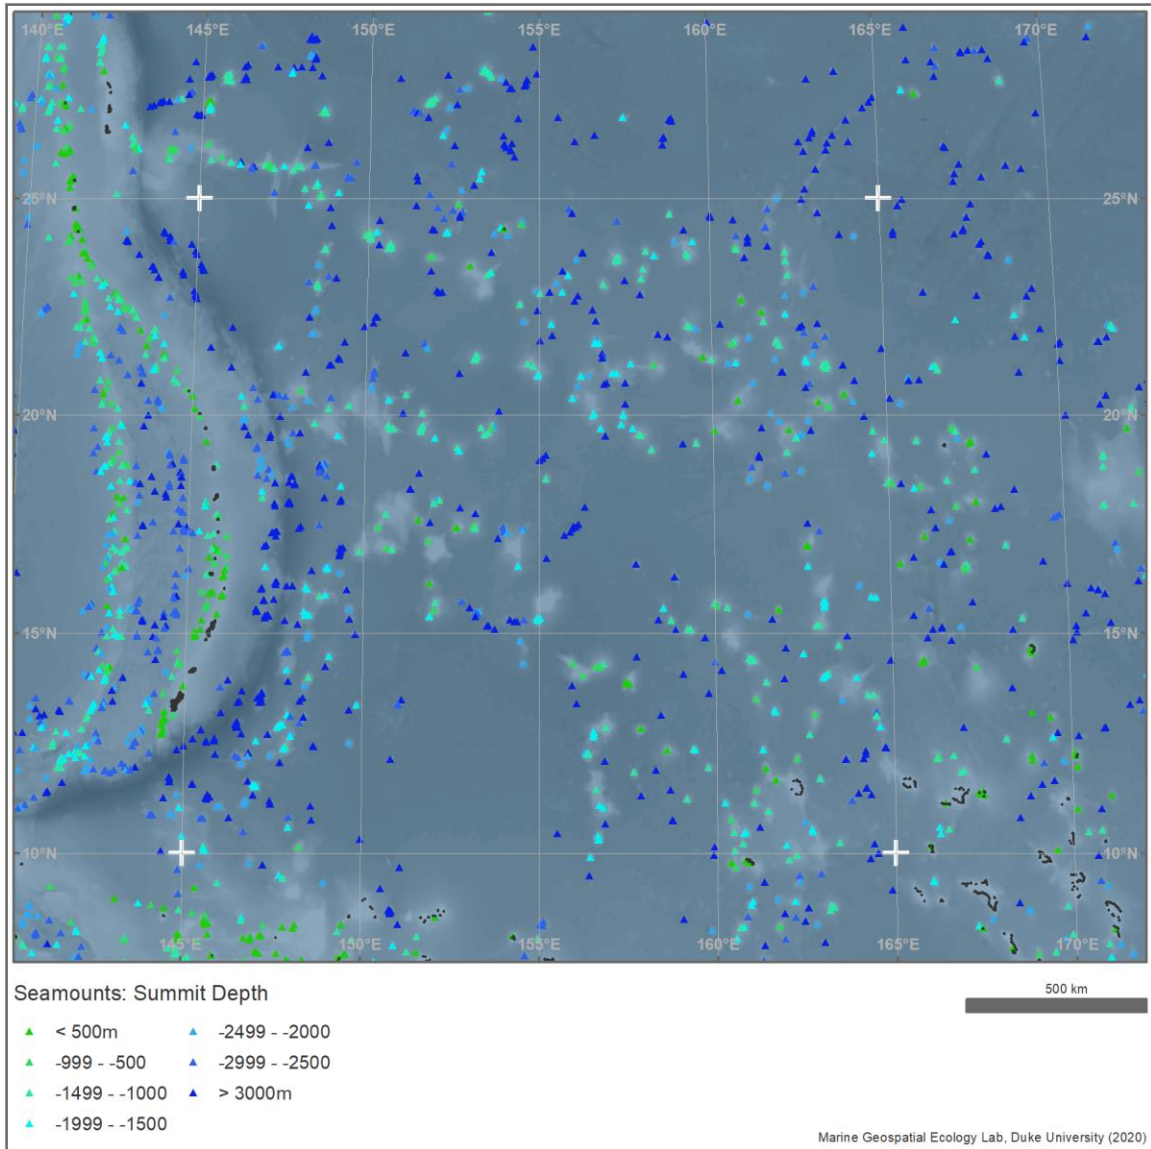 140°E 145°E 150°E 155°E 160°E 165°E 170°E
25°N 25°N
20°N 20°N
15°N 15°N
10°N 10°N
145°E 150°E 155°E 160°E 165°E 170°E
Seamounts: Summit Depth
500 km
< 500m -2499 - -2000
-999 - -500 -2999 - -2500
-1499 - -1000 > 3000m
-1999 - -1500
Marine Geospatial Ecology Lab, Duke University (2020)